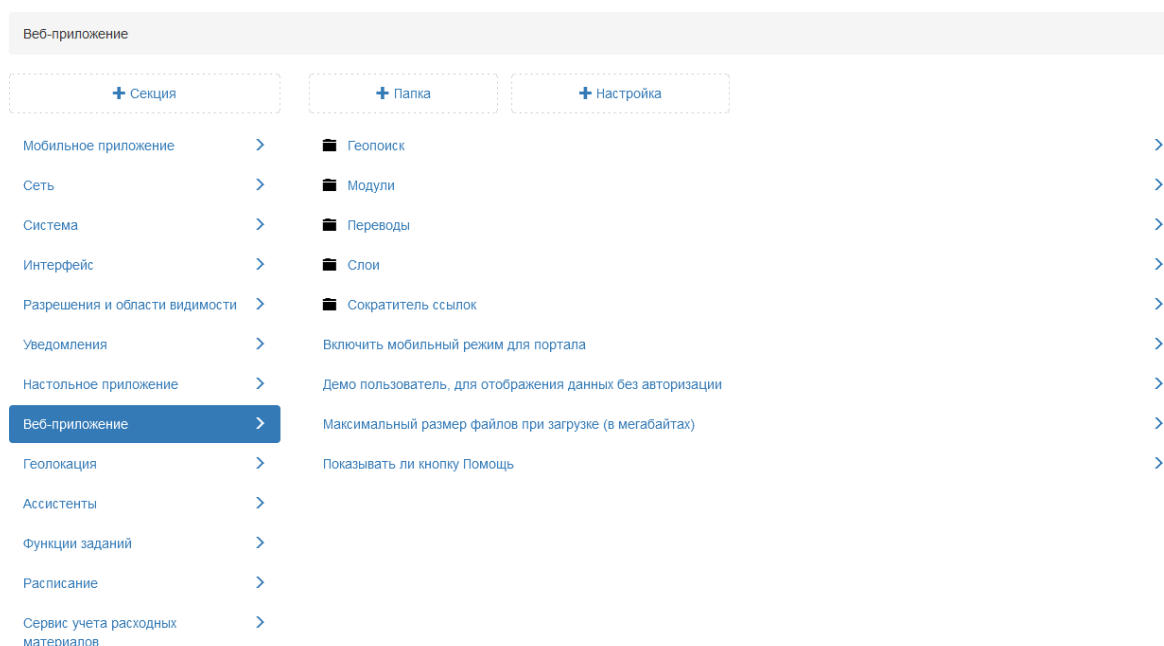 Веб-приложение
Секция
Папка
Настройка
Мобильное приложение
Сеть
Система
Интерфейс
Разрешения и области видимости
Уведомления
Настольное приложение
Веб-приложение
Геолокация
Ассистенты
Функции заданий
Расписание
Сервис учета расходных
материалов
Геопоиск
Модули
Переводы
Слои
Сократитель ссылок
Включить мобильный режим для портала
Демо пользователь, для отображения данных без авторизации
Максимальный размер файлов при загрузке (в мегабайтах)
Показывать ли кнопку Помощь